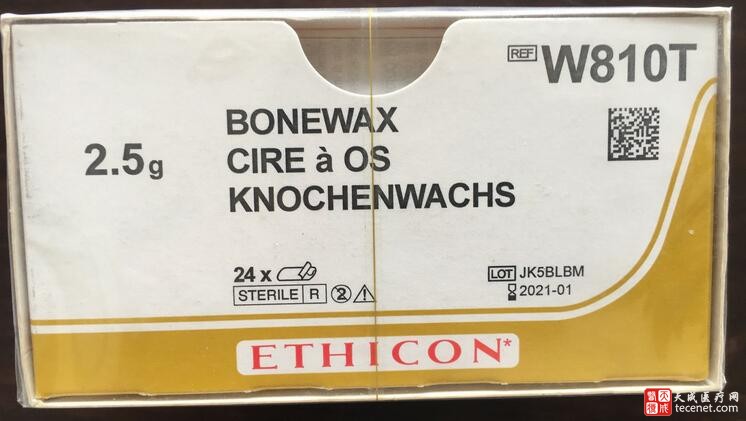 REF W810T
BONEWAX
CIRE à OS
KNOCHENWACHS
2.5g
24 x
STERILE R
2
LOT JK5BLBM
2021-01
ETHICON*
大成医疗网
tecenet.com